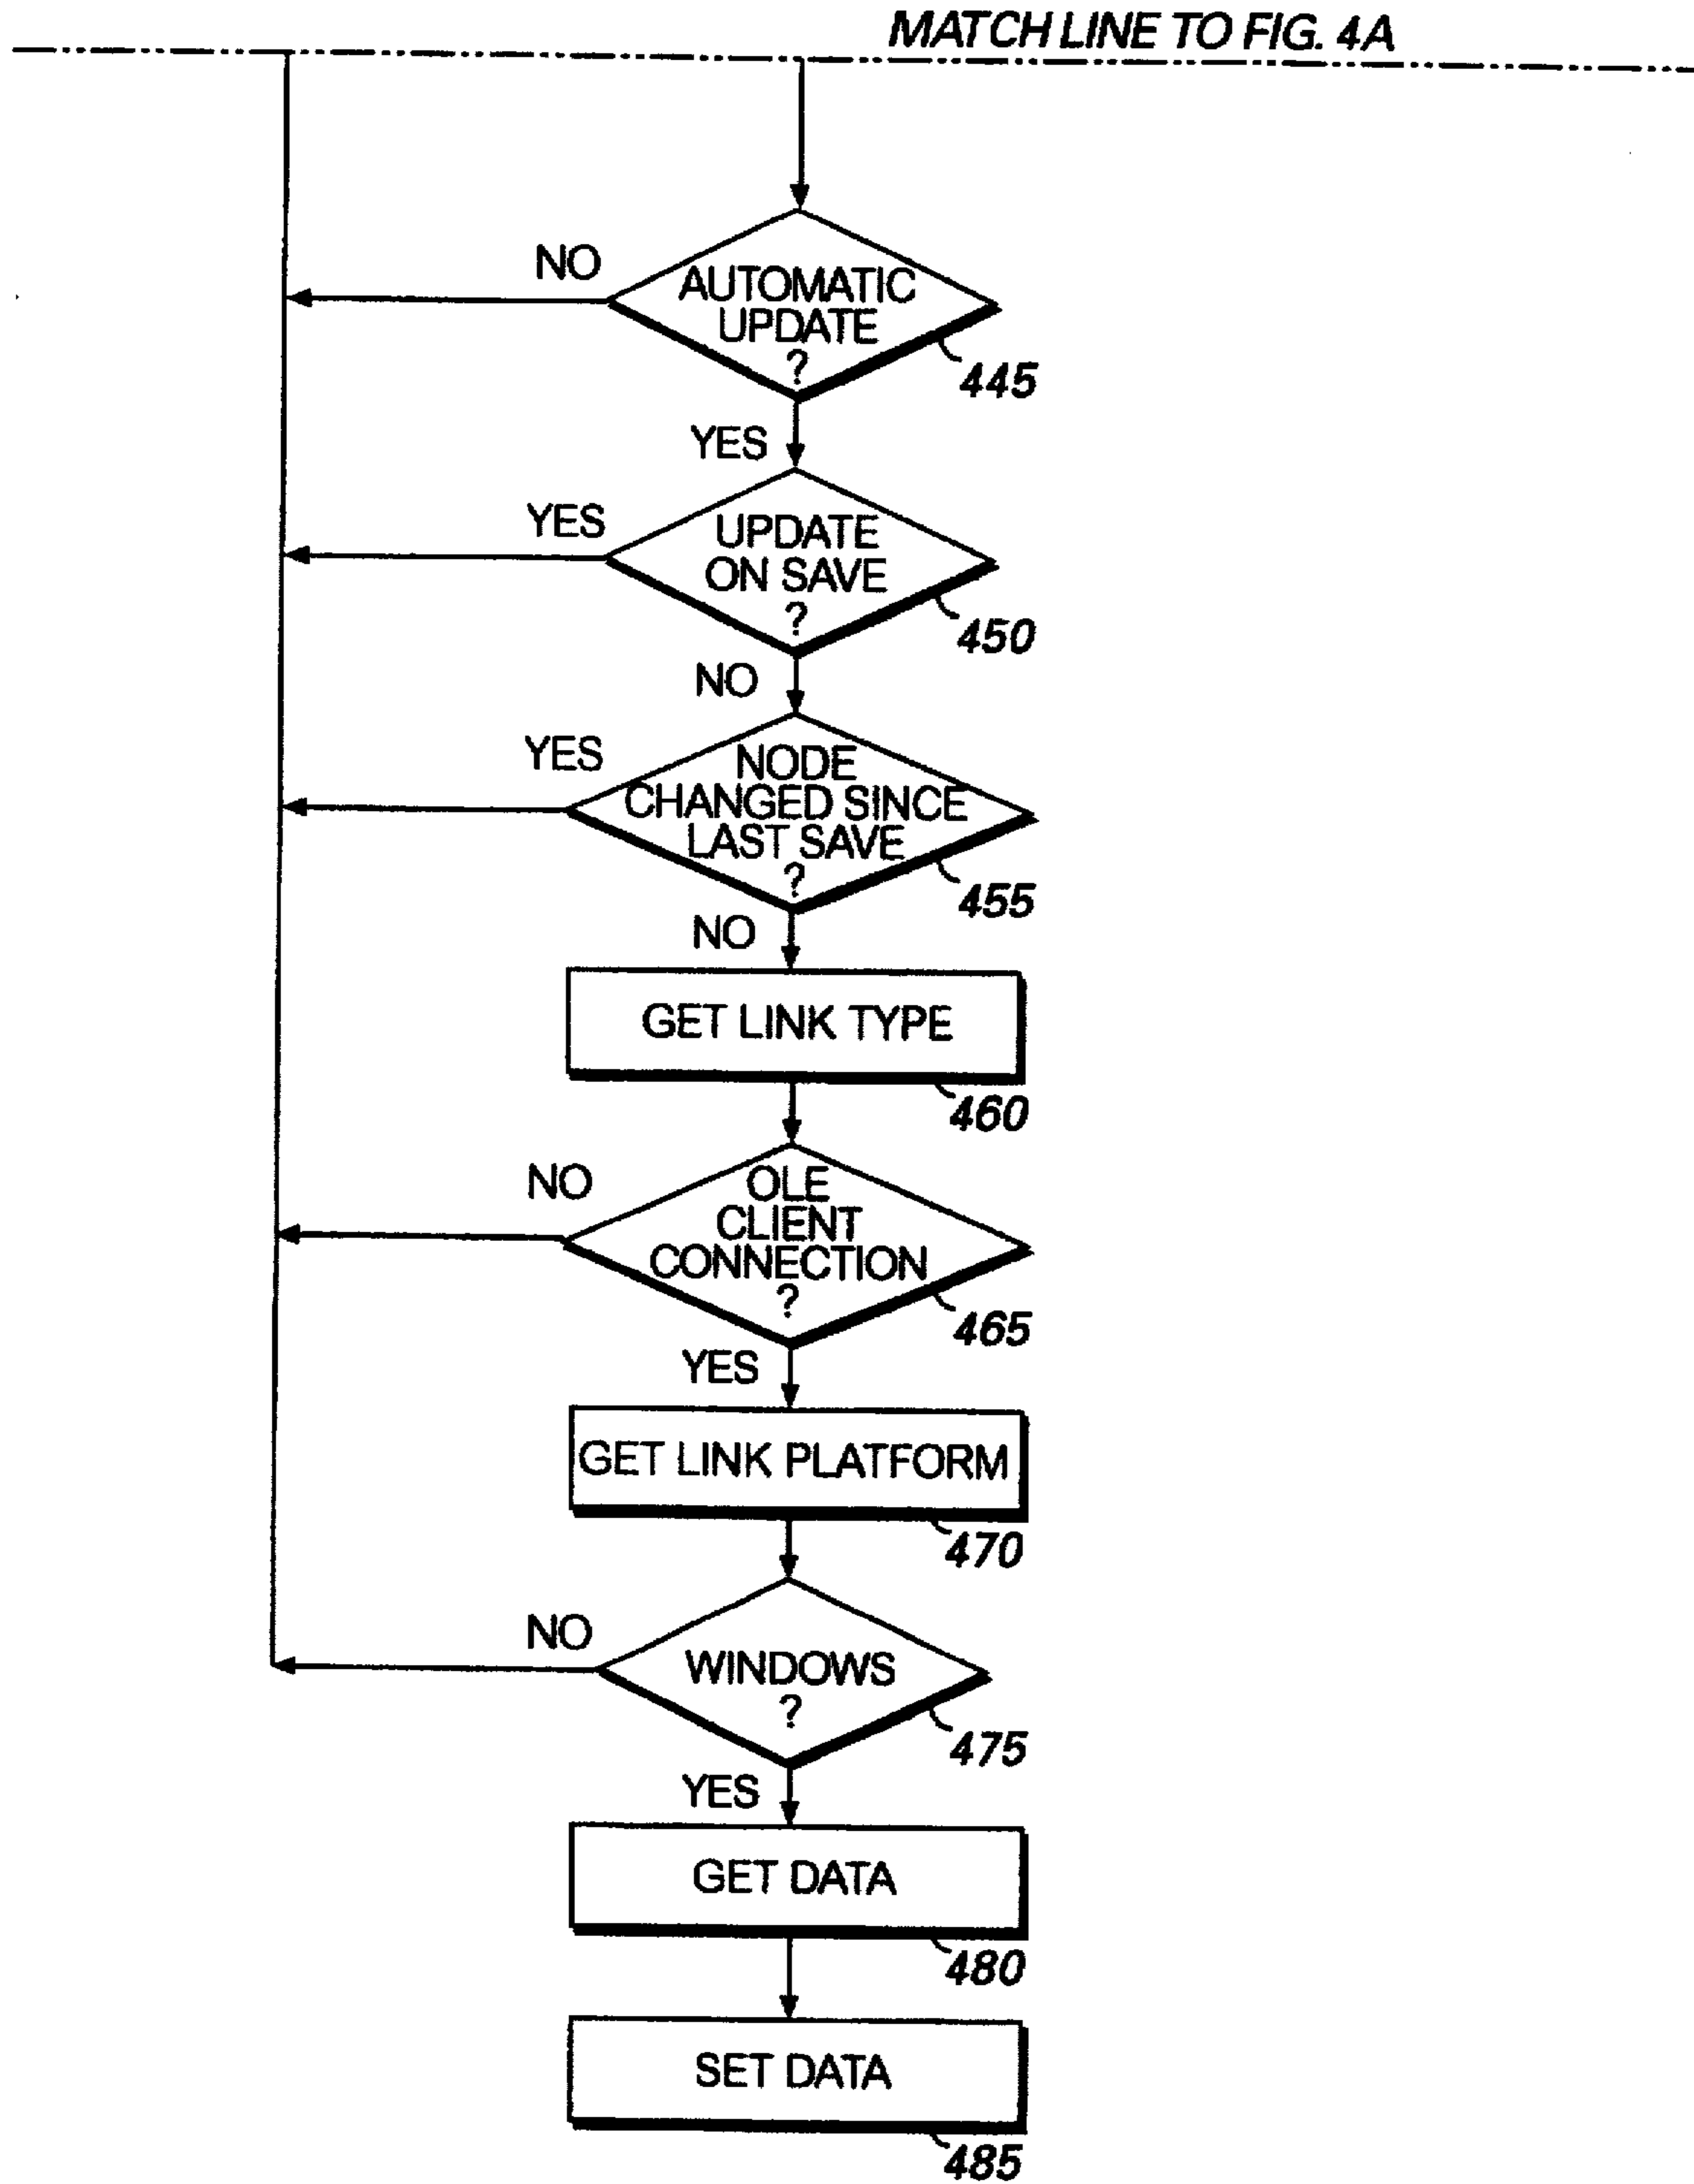 MATCH LINE TO FIG. 4A
NO
AUTOMATIC
UPDATE
?
445
YES
YES
UPDATE
ON SAVE
?
450
NO
YES
NODE
CHANGED SINCE
LAST SAVE
?
455
NO
GET LINK TYPE
460
NO
OLE
CLIENT
CONNECTION
?
465
YES
GET LINK PLATFORM
470
NO
WINDOWS
?
475
YES
GET DATA
480
SET DATA
485